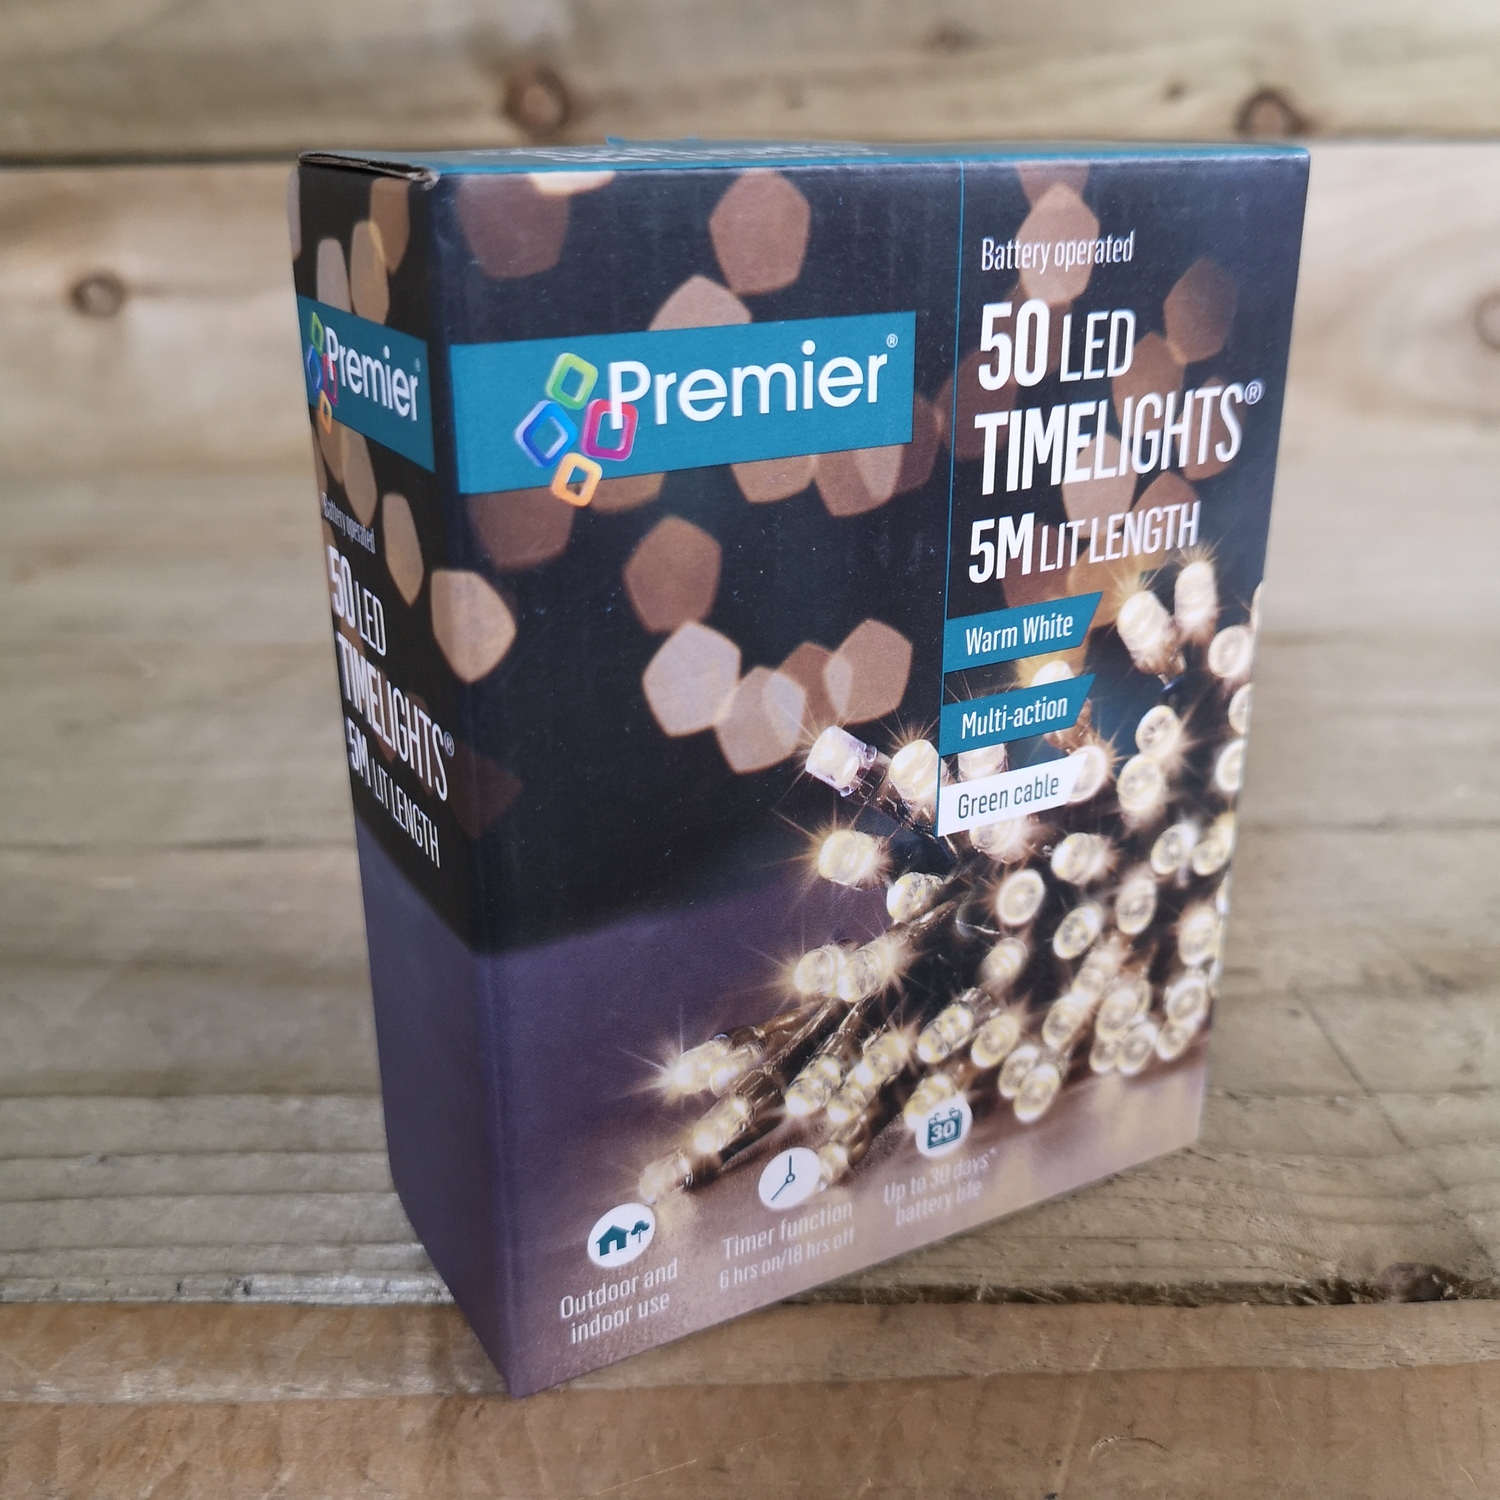 Premier®
Battery operated
50 LED
TIMELIGHTS®
5M LIT LENGTH
Premier®
Battery operated
50 LED
TIMELIGHTS®
5M LIT LENGTH
Warm White
Multi-action
Green cable
30
Outdoor and
indoor use
Timer function
6 hrs on/18 hrs off
Up to 30 days*
battery life